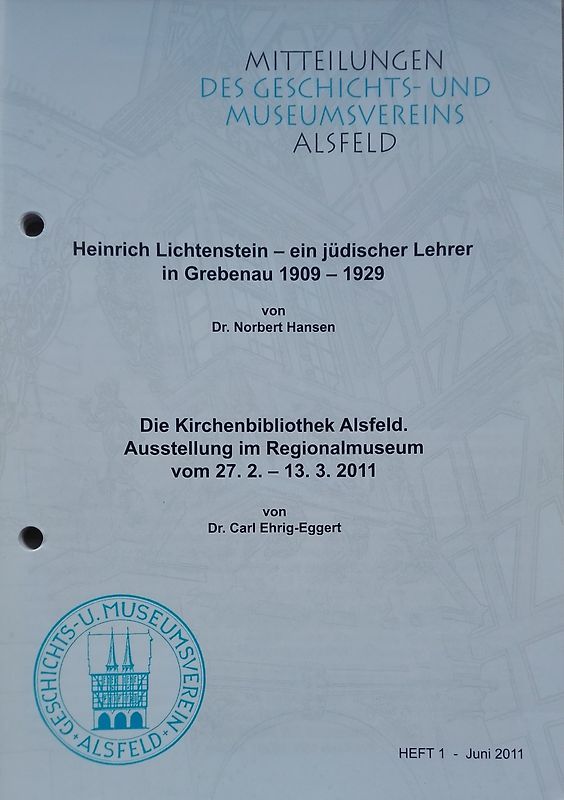 MITTEILUNGEN
DES GESCHICHTS- UND
MUSEUMSVEREINS
ALSFELD
Heinrich Lichtenstein – ein jüdischer Lehrer
in Grebenau 1909 – 1929
von
Dr. Norbert Hansen
Die Kirchenbibliothek Alsfeld.
Ausstellung im Regionalmuseum
vom 27. 2. – 13. 3. 2011
von
Dr. Carl Ehrig-Eggert
GESCHICHTS- U. MUSEUMSVEREIN
+ ALSFELD +
HEFT 1 - Juni 2011